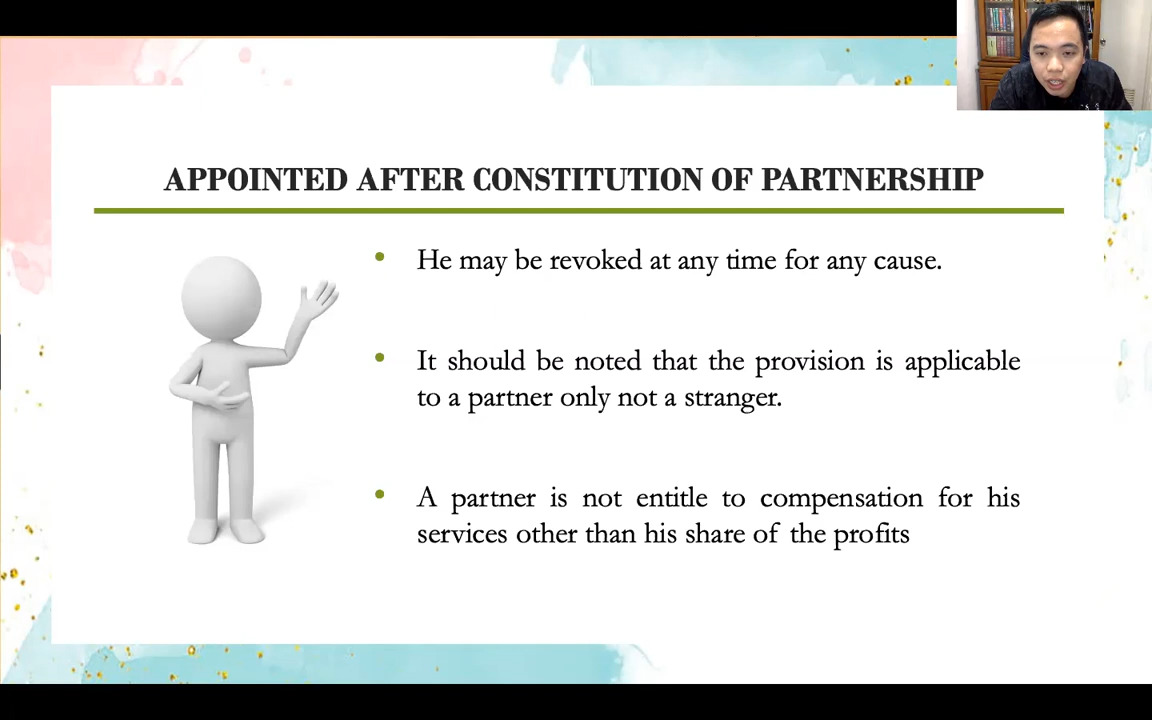 APPOINTED AFTER CONSTITUTION OF PARTNERSHIP
• He may be revoked at any time for any cause.
• It should be noted that the provision is applicable
to a partner only not a stranger.
• A partner is not entitle to compensation for his
services other than his share of the profits